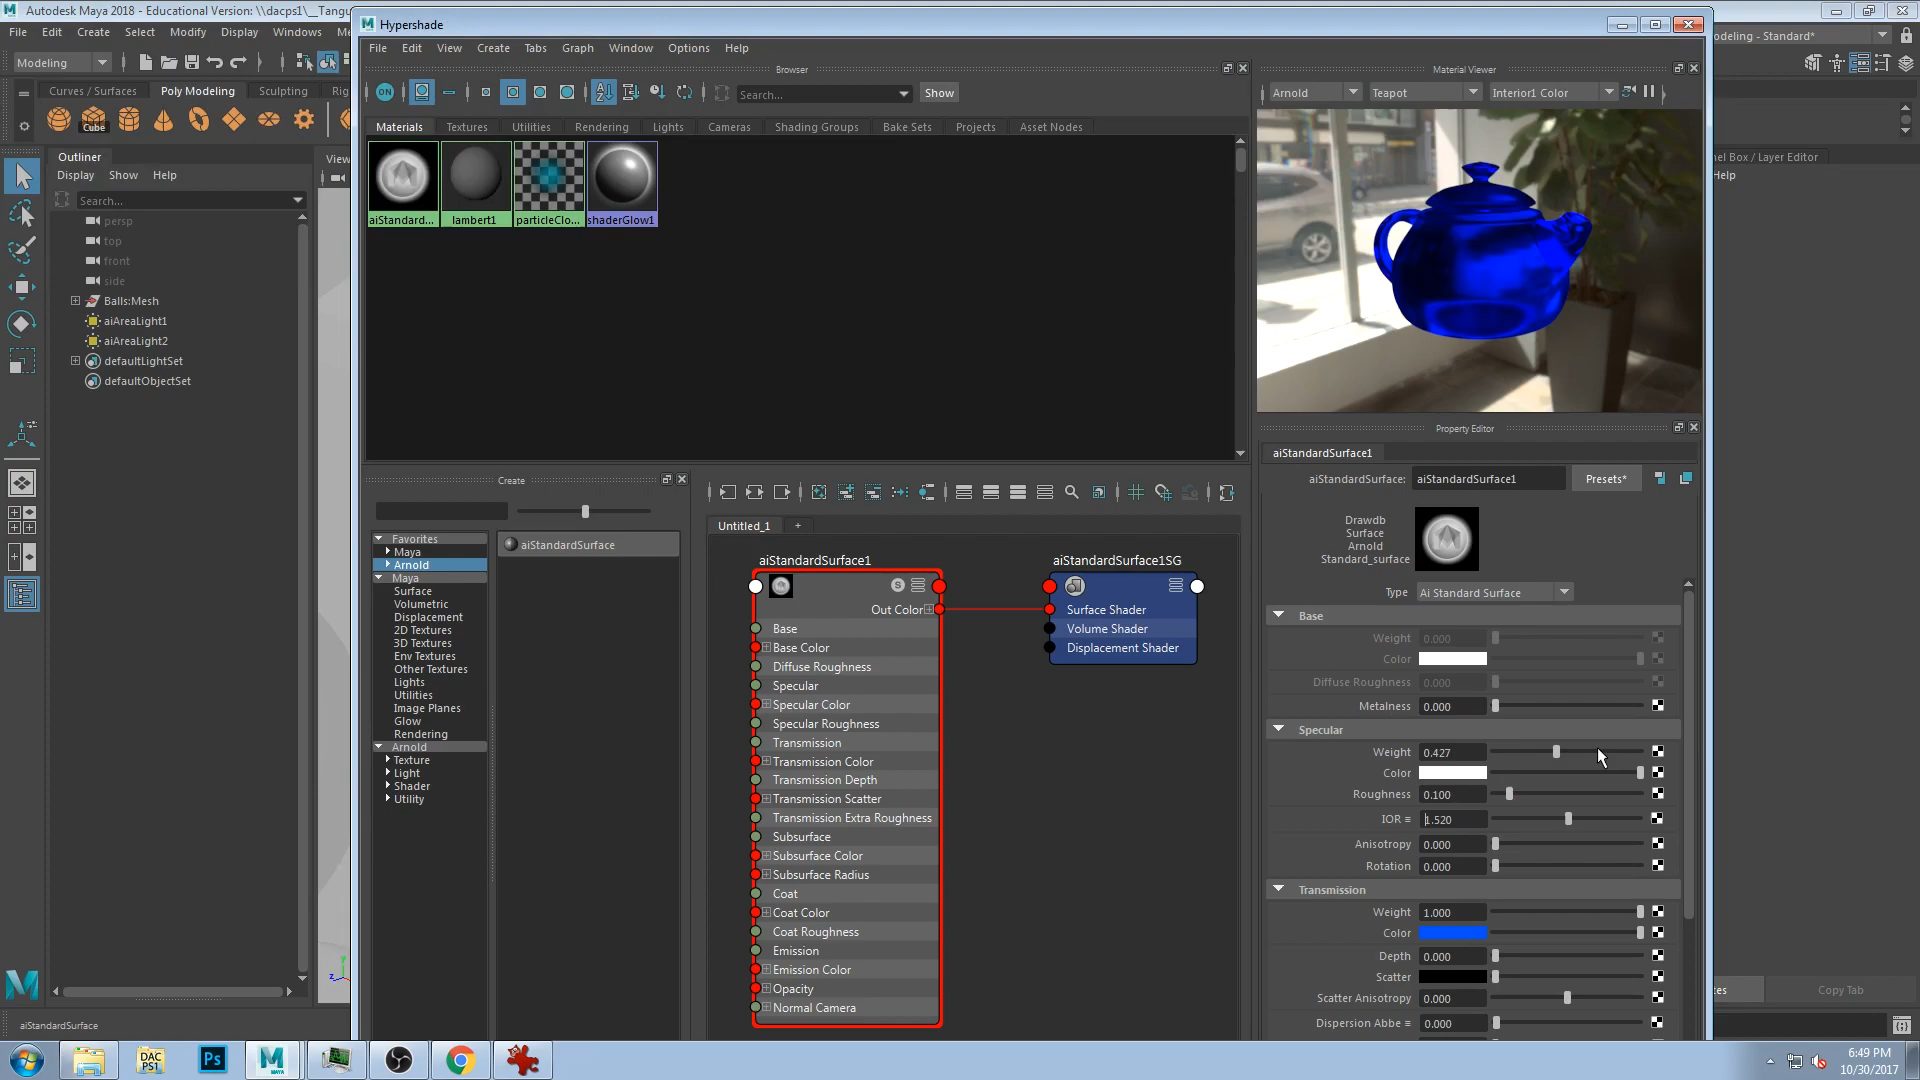 Autodesk Maya 2018 - Educational Version: \\dacps1\__Tangu
Hypershade
File Edit Create Select Modify Display Windows
File Edit View Create Tabs Graph Window Options Help
Modeling
odeling - Standard*
Browser
Material Viewer
Curves / Surfaces Poly Modeling Sculpting Rig
ON
Search...
Show
Arnold
Teapot
Interior1 Color
Cube
Materials Textures Utilities Rendering Lights Cameras Shading Groups Bake Sets Projects Asset Nodes
Outliner
View
nel Box / Layer Editor
Display Show Help
Help
Search...
persp
top
front
side
Balls:Mesh
aiAreaLight1
aiAreaLight2
defaultLightSet
defaultObjectSet
aiStandard...
lambert1
particleClo...
shaderGlow1
Property Editor
aiStandardSurface1
aiStandardSurface:
aiStandardSurface1
Presets*
Drawdb
Surface
Arnold
Standard_surface
Type Ai Standard Surface
Base
Weight 0.000
Color
Diffuse Roughness 0.000
Metalness 0.000
Specular
Weight 0.427
Color
Roughness 0.100
IOR = 1.520
Anisotropy 0.000
Rotation 0.000
Transmission
Weight 1.000
Color
Depth 0.000
Scatter
Scatter Anisotropy 0.000
Dispersion Abbe = 0.000
Create
Favorites
Maya
Arnold
Maya
Surface
Volumetric
Displacement
2D Textures
3D Textures
Env Textures
Other Textures
Lights
Utilities
Image Planes
Glow
Rendering
Arnold
Texture
Light
Shader
Utility
aiStandardSurface
Untitled_1 +
aiStandardSurface1
S
Out Color
Base
Base Color
Diffuse Roughness
Specular
Specular Color
Specular Roughness
Transmission
Transmission Color
Transmission Depth
Transmission Scatter
Transmission Extra Roughness
Subsurface
Subsurface Color
Subsurface Radius
Coat
Coat Color
Coat Roughness
Emission
Emission Color
Opacity
Normal Camera
aiStandardSurface1SG
Surface Shader
Volume Shader
Displacement Shader
y
z
tes
Copy Tab
aiStandardSurface
DAC
PS1
Ps
MAYA
6:49 PM
10/30/2017